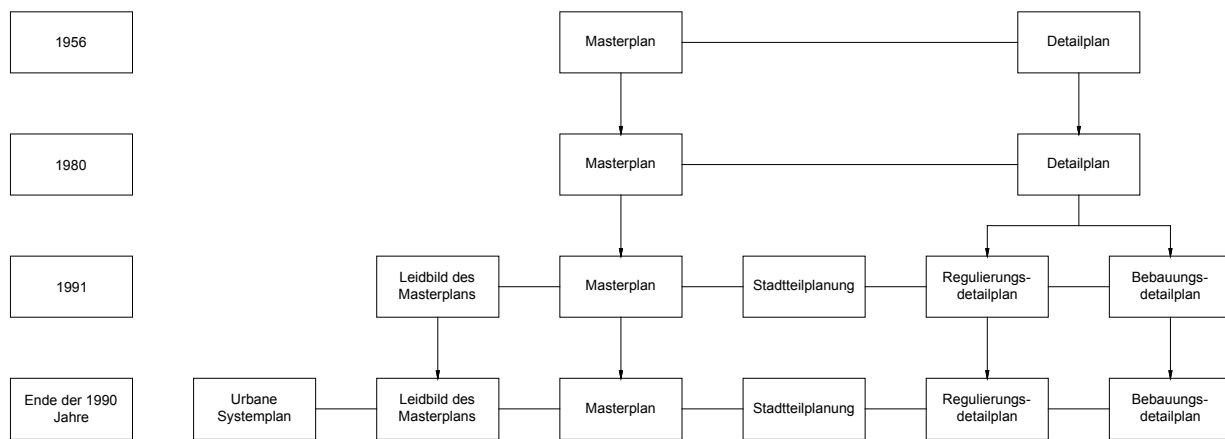 1956
Masterplan
Detailplan
1980
Masterplan
Detailplan
1991
Leidbild des
Masterplans
Masterplan
Stadtteilplanung
Regulierungs-
detailplan
Bebauungs-
detailplan
Ende der 1990
Jahre
Urbane
Systemplan
Leidbild des
Masterplans
Masterplan
Stadtteilplanung
Regulierungs-
detailplan
Bebauungs-
detailplan